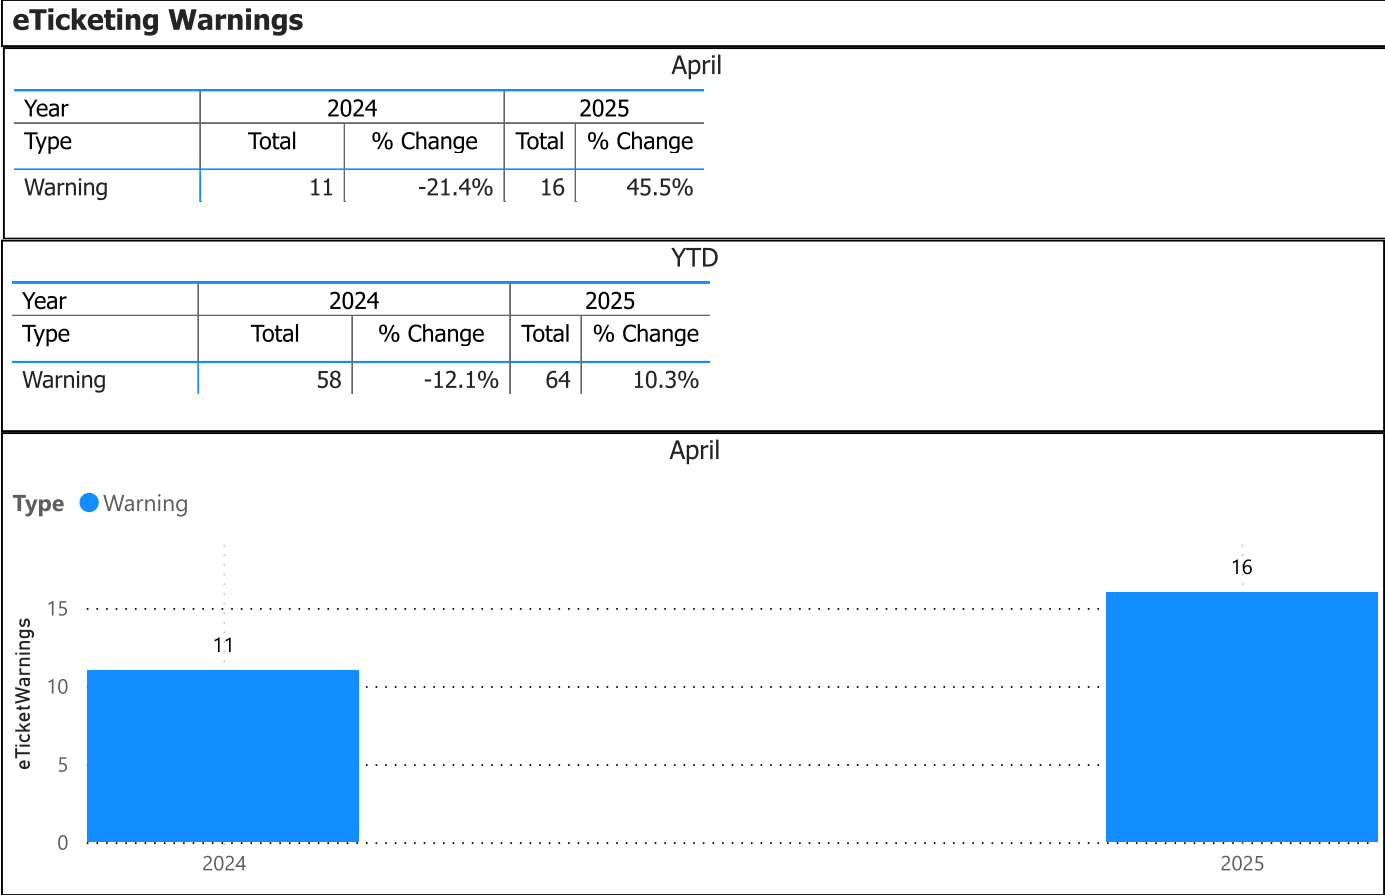 eTicketing Warnings
April
Year 2024 2025
Type Total % Change Total % Change
Warning 11 -21.4% 16 45.5%
YTD
Year 2024 2025
Type Total % Change Total % Change
Warning 58 -12.1% 64 10.3%
April
Type Warning
eTicketWarnings
16
15
11
10
5
0
2024 2025